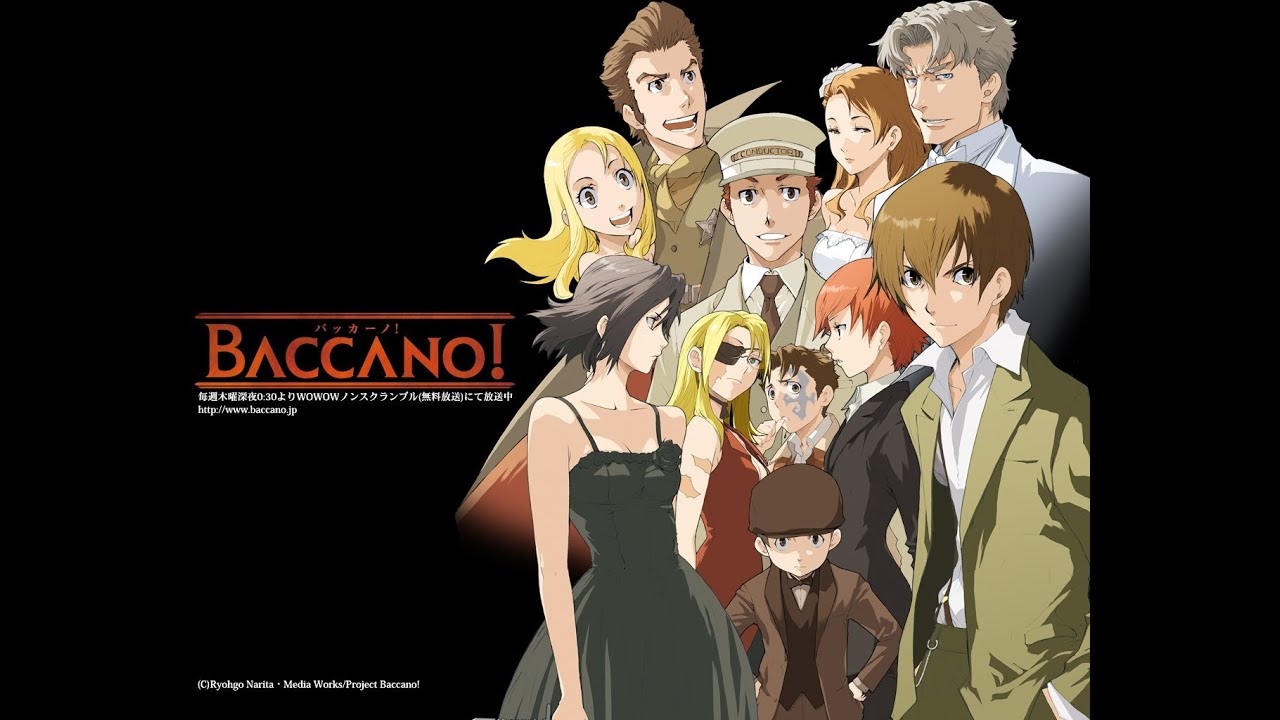 バッカーノ!
BACCANO!
毎週木曜深夜0:30よりWOWOWノンスクランブル(無料放送)にて放送中
http://www.baccano.jp
CONDUCTOR
(C)Ryohgo Narita・Media Works/Project Baccano!